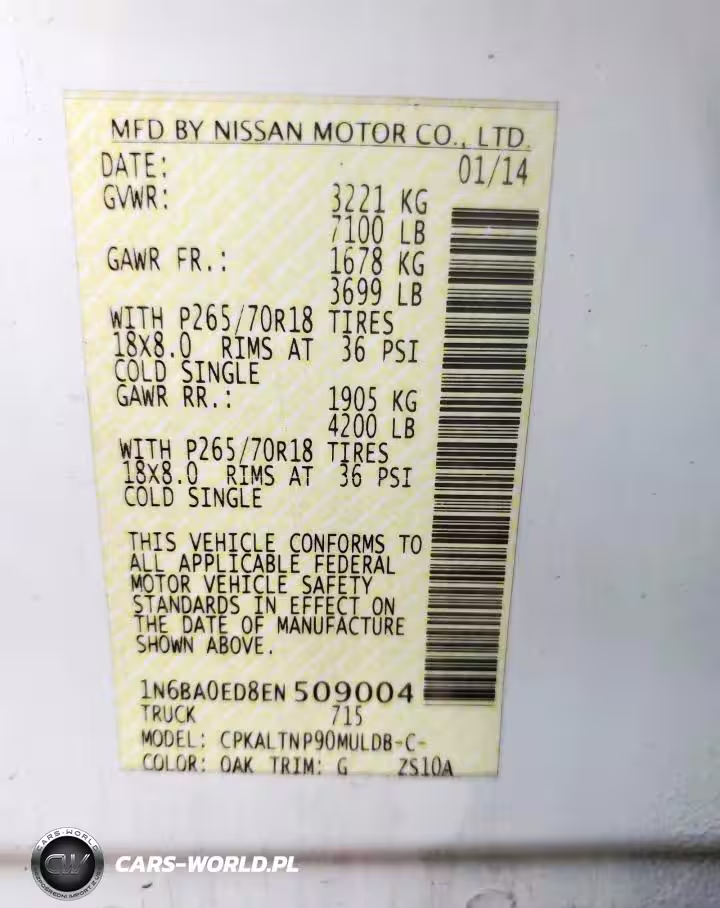 MFD BY NISSAN MOTOR CO., LTD.
DATE: 01/14
GVWR: 3221 KG
7100 LB
GAWR FR.: 1678 KG
3699 LB
WITH P265/70R18 TIRES
18X8.0 RIMS AT 36 PSI
COLD SINGLE
GAWR RR.: 1905 KG
4200 LB
WITH P265/70R18 TIRES
18X8.0 RIMS AT 36 PSI
COLD SINGLE
THIS VEHICLE CONFORMS TO
ALL APPLICABLE FEDERAL
MOTOR VEHICLE SAFETY
STANDARDS IN EFFECT ON
THE DATE OF MANUFACTURE
SHOWN ABOVE.
1N6BA0ED8EN 509004
TRUCK 715
MODEL: CPKALTNP90MULDB-C-
COLOR: QAK TRIM: G ZS10A
CARS-WORLD
CW
CARS-WORLD.PL